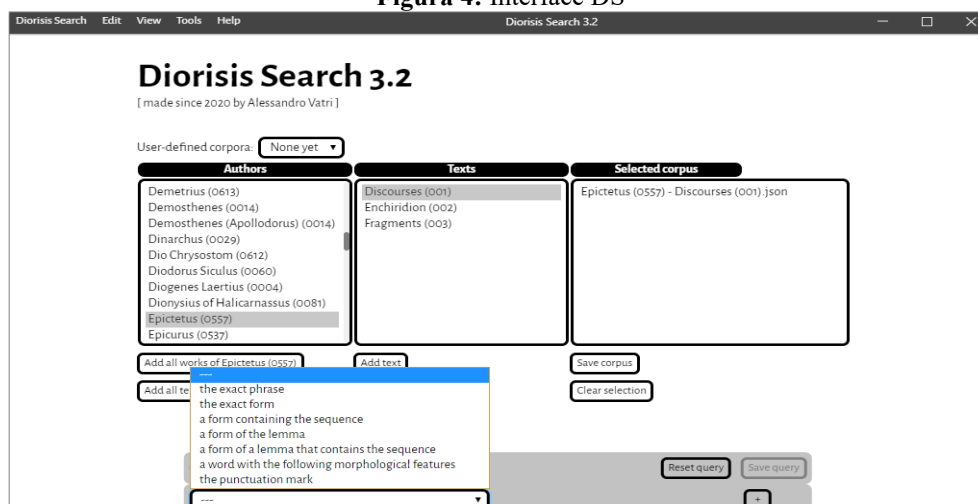 Figura 4: Interface DS
Diorisis Search Edit View Tools Help Diorisis Search 3.2
Diorisis Search 3.2
[ made since 2020 by Alessandro Vatri ]
User-defined corpora: None yet
Authors Texts Selected corpus
Demetrius (0613) Discourses (001) Epictetus (0557) - Discourses (001).json
Demosthenes (0014) Enchiridion (002)
Demosthenes (Apollodorus) (0014) Fragments (003)
Dinarchus (0029)
Dio Chrysostom (0612)
Diodorus Siculus (0060)
Diogenes Laertius (0004)
Dionysius of Halicarnassus (0081)
Epictetus (0557)
Epicurus (0537)
Add all works of Epictetus (0557) Add text Save corpus
---
Add all te Clear selection
the exact phrase
the exact form
a form containing the sequence
a form of the lemma
a form of a lemma that contains the sequence
a word with the following morphological features Reset query Save query
the punctuation mark
--- +